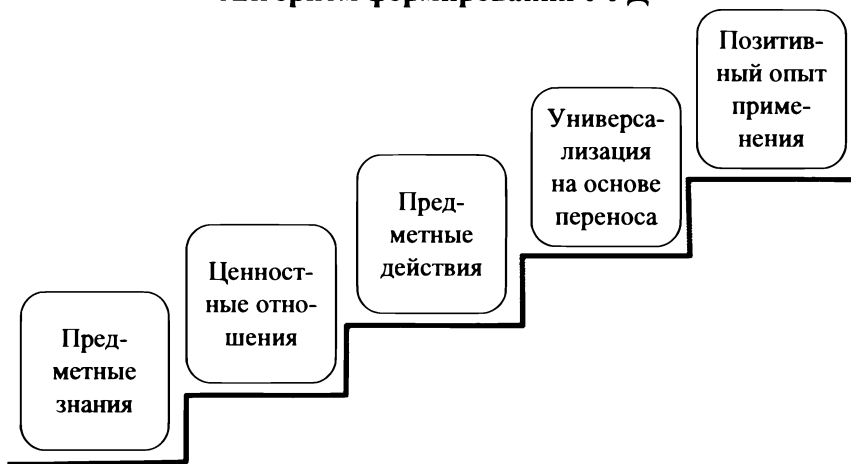 Пред-
метные
знания
Ценност-
ные отно-
шения
Пред-
метные
действия
Универса-
лизация
на основе
переноса
Позитив-
ный опыт
приме-
нения